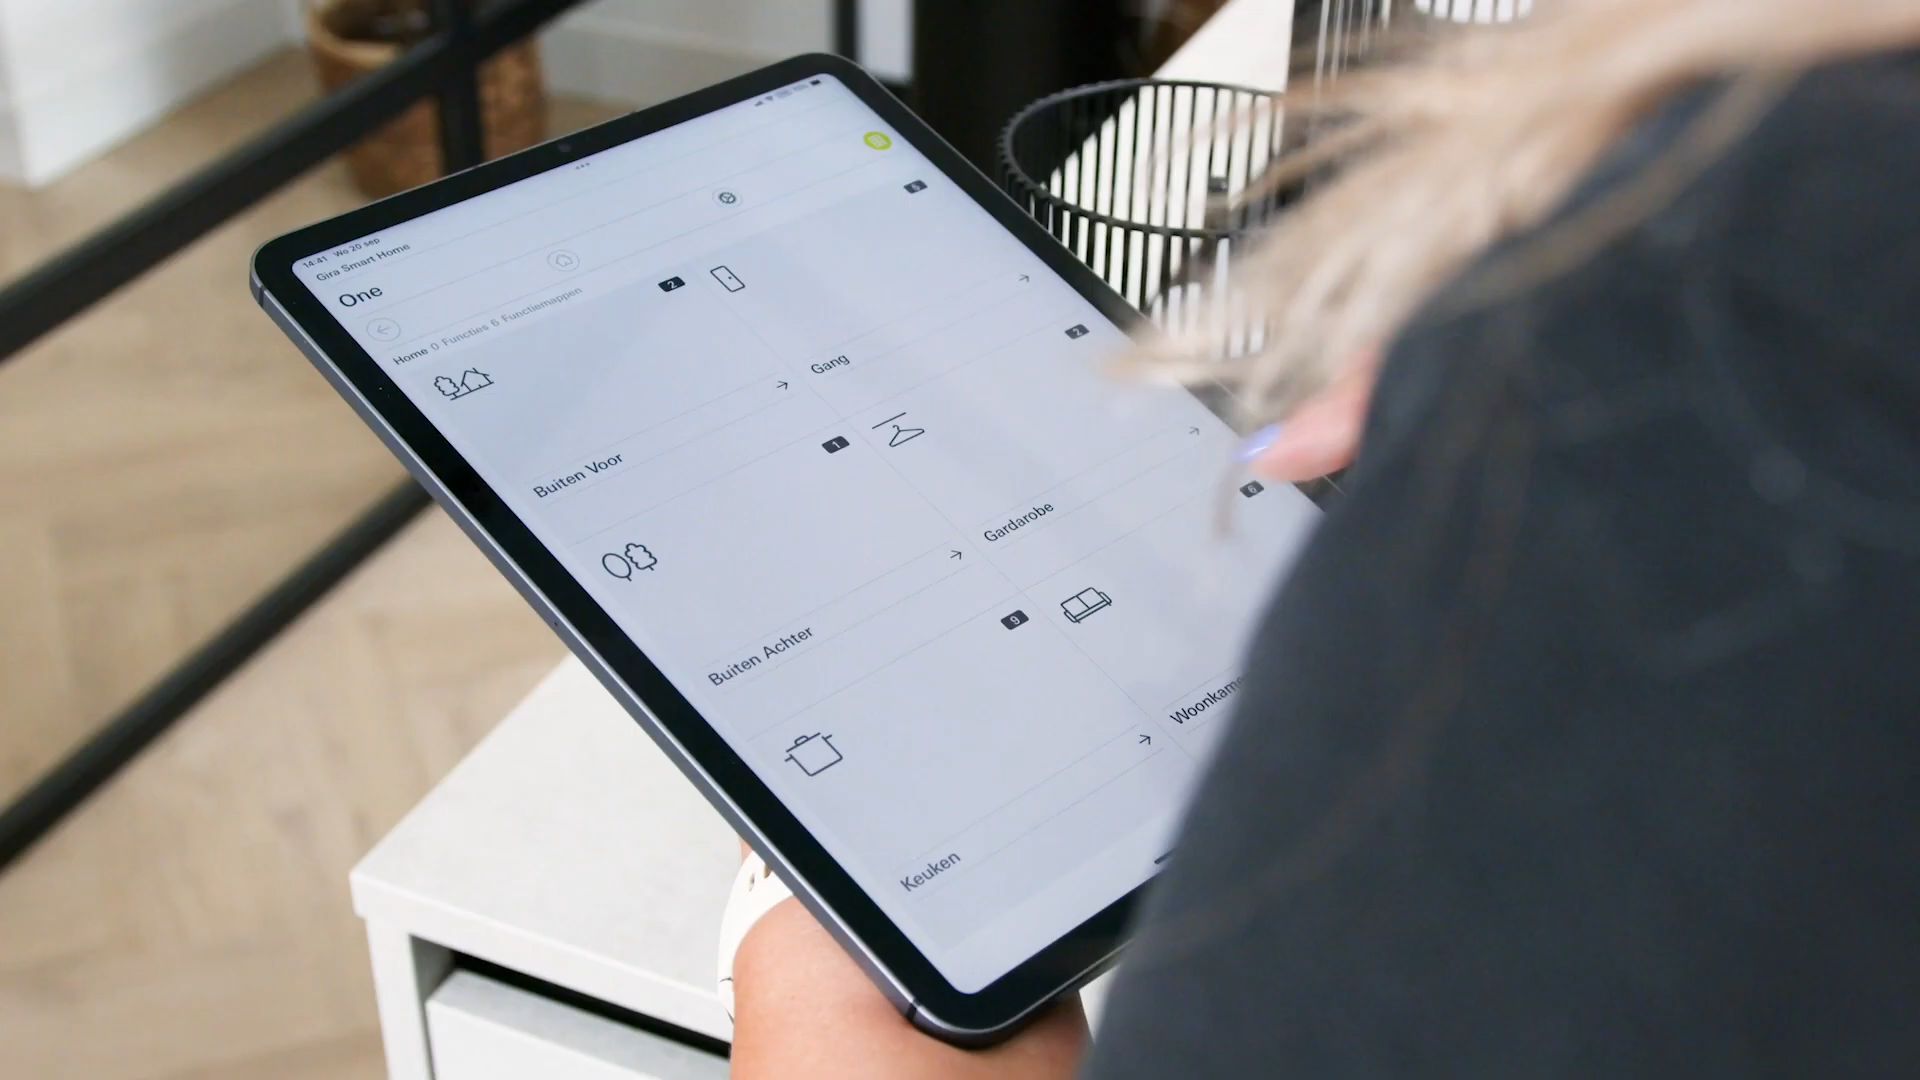 14:41 Wo 20 sep
Gira Smart Home
One
Home 0 Functies 6 Functiemappen
2
Buiten Voor
Gang
1
2
Buiten Achter
Gardarobe
9
6
Keuken